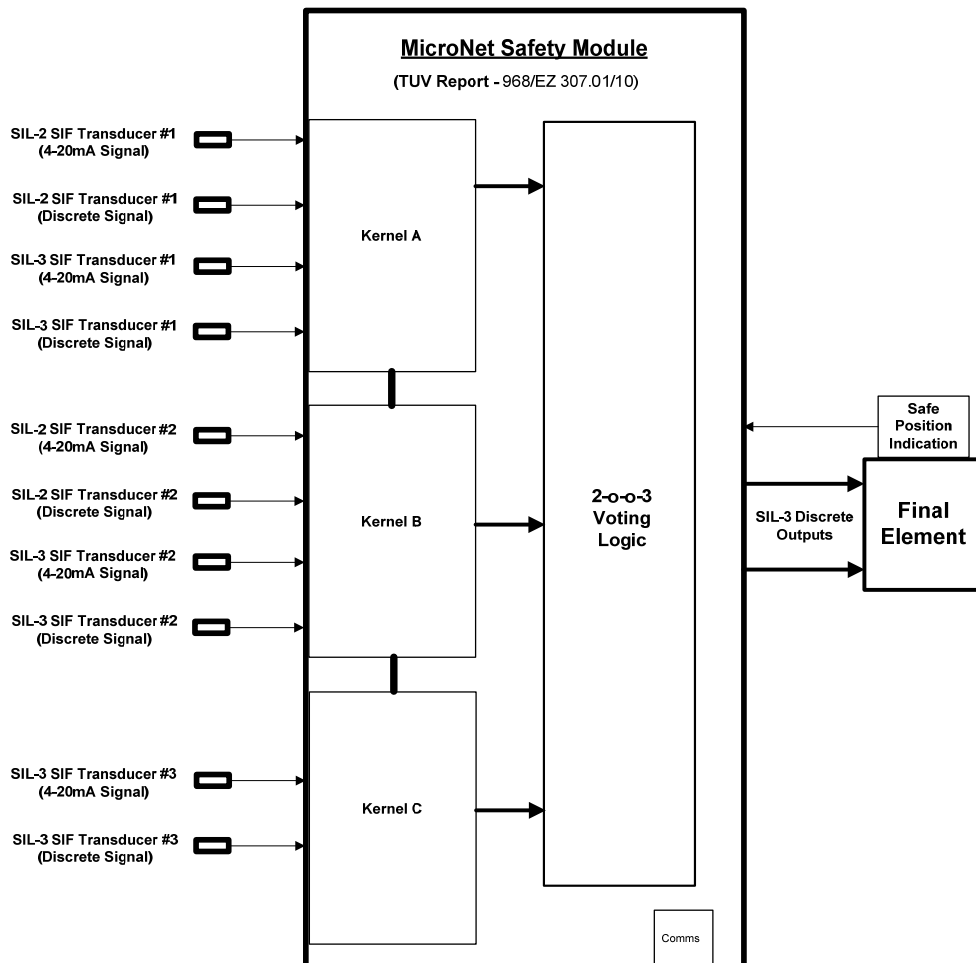 MicroNet Safety Module
(TUV Report - 968/EZ 307.01/10)
SIL-2 SIF Transducer #1
(4-20mA Signal)
SIL-2 SIF Transducer #1
(Discrete Signal)
SIL-3 SIF Transducer #1
(4-20mA Signal)
SIL-3 SIF Transducer #1
(Discrete Signal)
Kernel A
SIL-2 SIF Transducer #2
(4-20mA Signal)
SIL-2 SIF Transducer #2
(Discrete Signal)
SIL-3 SIF Transducer #2
(4-20mA Signal)
SIL-3 SIF Transducer #2
(Discrete Signal)
Kernel B
SIL-3 SIF Transducer #3
(4-20mA Signal)
SIL-3 SIF Transducer #3
(Discrete Signal)
Kernel C
2-o-o-3
Voting
Logic
Safe
Position
Indication
SIL-3 Discrete
Outputs
Final
Element
Comms